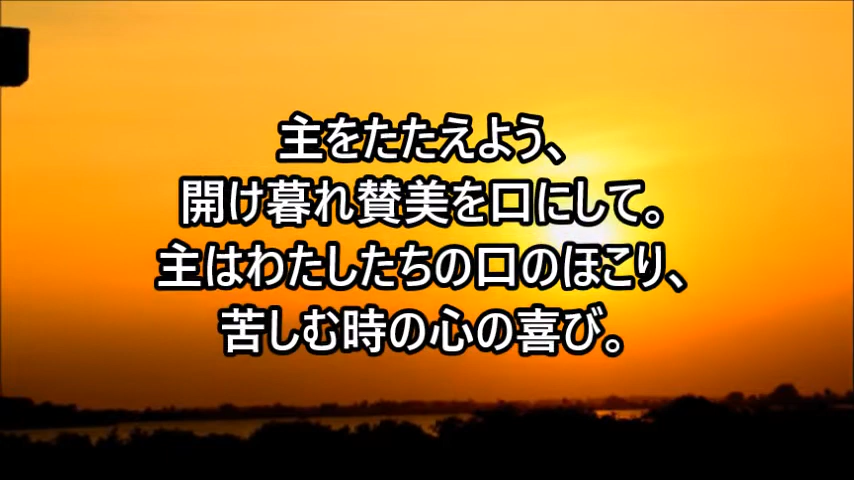 主をたたえよう、
開け暮れ賛美を口にして。
主はわたしたちの口のほこり、
苦しむ時の心の喜び。